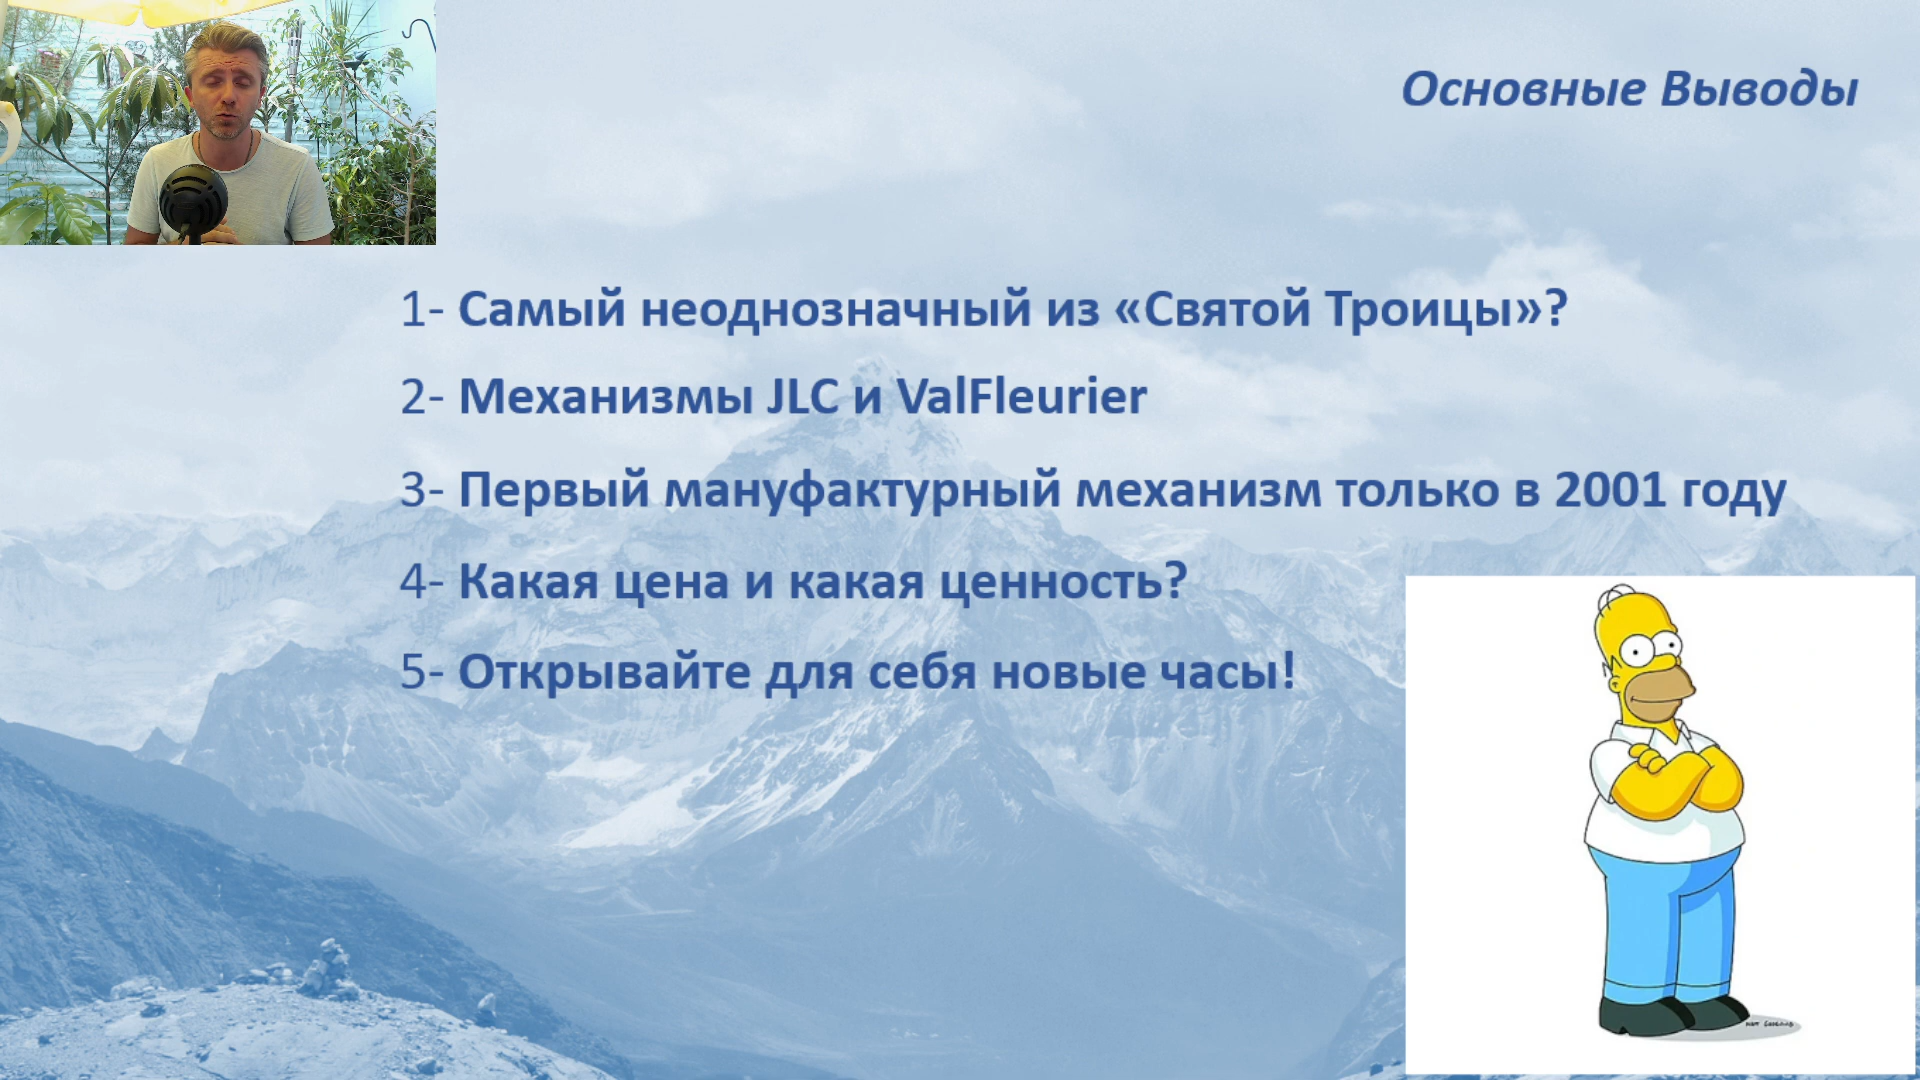 Основные Выводы
1- Самый неоднозначный из «Святой Троицы»?
2- Механизмы JLC и ValFleurier
3- Первый мануфактурный механизм только в 2001 году
4- Какая цена и какая ценность?
5- Открывайте для себя новые часы!